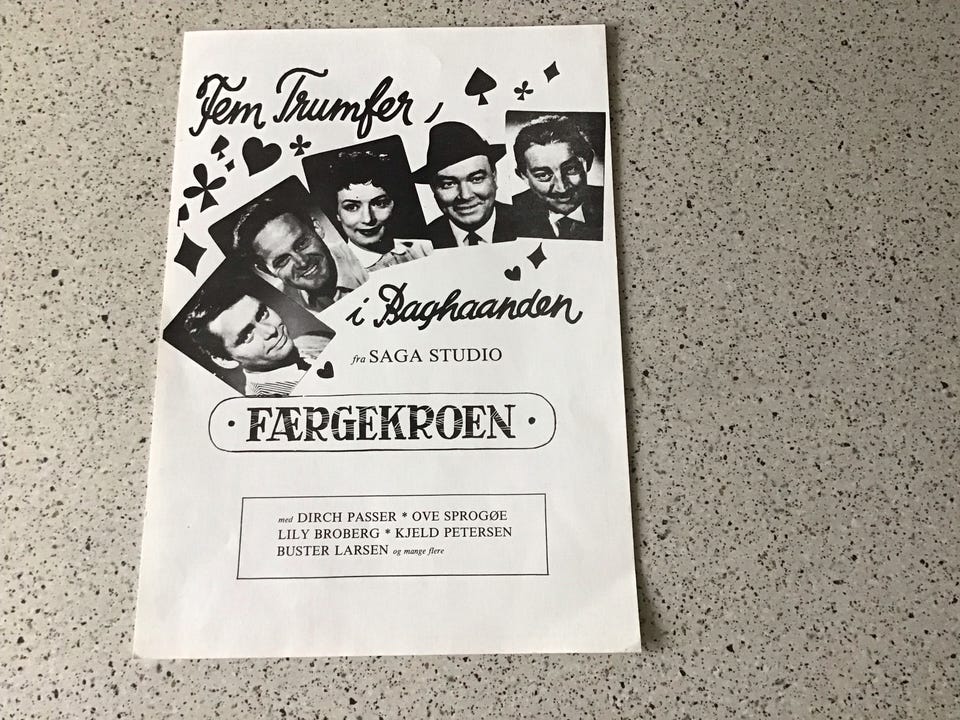 Fem Trumfer,
i Baghaanden
fra SAGA STUDIO
· FÆRGEKROEN ·
med DIRCH PASSER * OVE SPROGØE
LILY BROBERG * KJELD PETERSEN
BUSTER LARSEN og mange flere